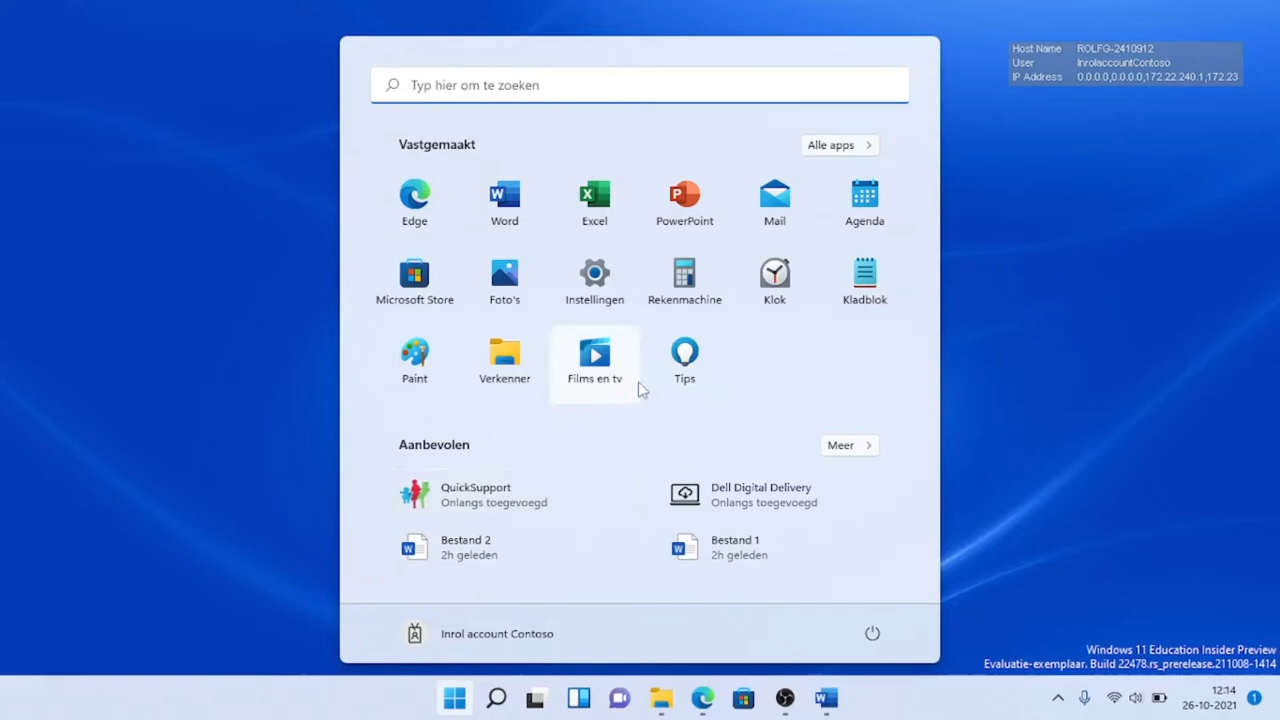 Host Name ROLFG-2410912
User InrolaccountContoso
IP Address 0.0.0.0,0.0.0.0,172.22.240.1,172.23
Typ hier om te zoeken
Vastgemaakt
Alle apps
Edge
Word
Excel
PowerPoint
Mail
Agenda
Microsoft Store
Foto's
Instellingen
Rekenmachine
Klok
Kladblok
Paint
Verkenner
Films en tv
Tips
Aanbevolen
Meer
QuickSupport
Onlangs toegevoegd
Dell Digital Delivery
Onlangs toegevoegd
Bestand 2
2h geleden
Bestand 1
2h geleden
Inrol account Contoso
Windows 11 Education Insider Preview
Evaluatie-exemplaar. Build 22478.rs_prerelease.211008-1414
12:14
26-10-2021
1